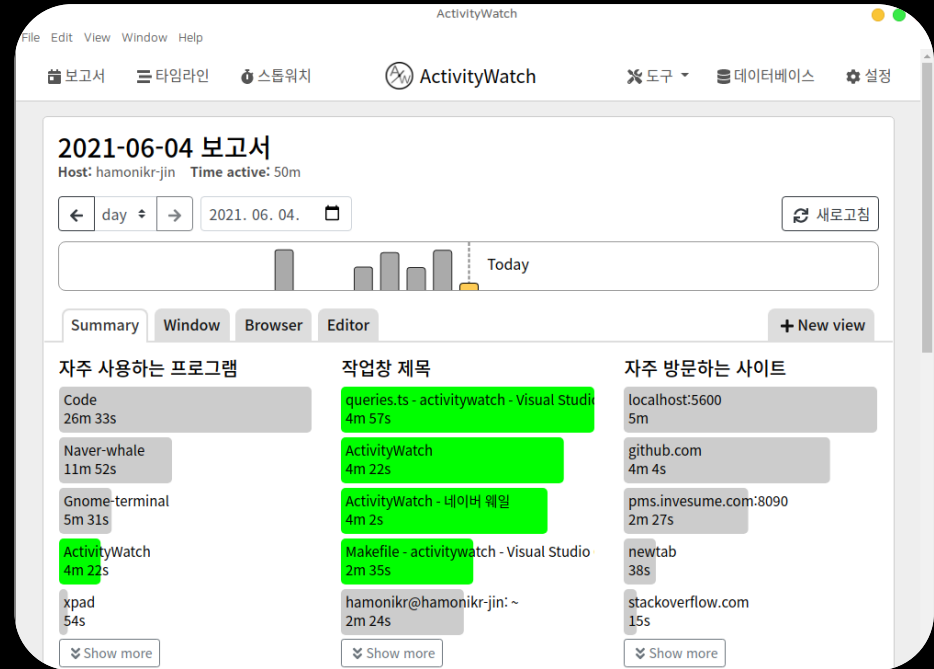 ActivityWatch
File Edit View Window Help
보고서 타임라인 스톱워치 ActivityWatch 도구 데이터베이스 설정
2021-06-04 보고서
Host: hamonikr-jin Time active: 50m
day 2021. 06. 04. 새로고침
Today
Summary Window Browser Editor New view
자주 사용하는 프로그램
Code
26m 33s
Naver-whale
11m 52s
Gnome-terminal
5m 31s
ActivityWatch
4m 22s
xpad
54s
Show more
작업창 제목
queries.ts - activitywatch - Visual Studio
4m 57s
ActivityWatch
4m 22s
ActivityWatch - 네이버 웨일
4m 2s
Makefile - activitywatch - Visual Studio
2m 35s
hamonikr@hamonikr-jin: ~
2m 24s
Show more
자주 방문하는 사이트
localhost:5600
5m
github.com
4m 4s
pms.invesume.com:8090
2m 27s
newtab
38s
stackoverflow.com
15s
Show more